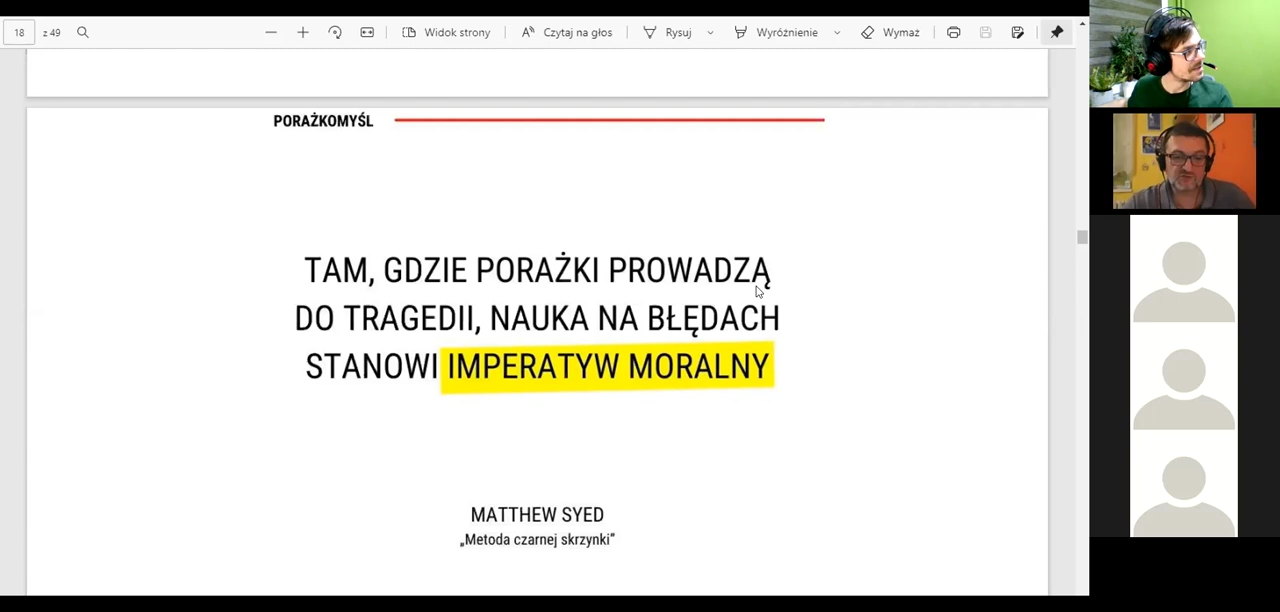 18 z 49 Widok strony Czytaj na głos Rysuj Wyróżnienie Wymaż
PORAŻKOMYŚL
TAM, GDZIE PORAŻKI PROWADZĄ
DO TRAGEDII, NAUKA NA BŁĘDACH
STANOWI IMPERATYW MORALNY
MATTHEW SYED
„Metoda czarnej skrzynki”